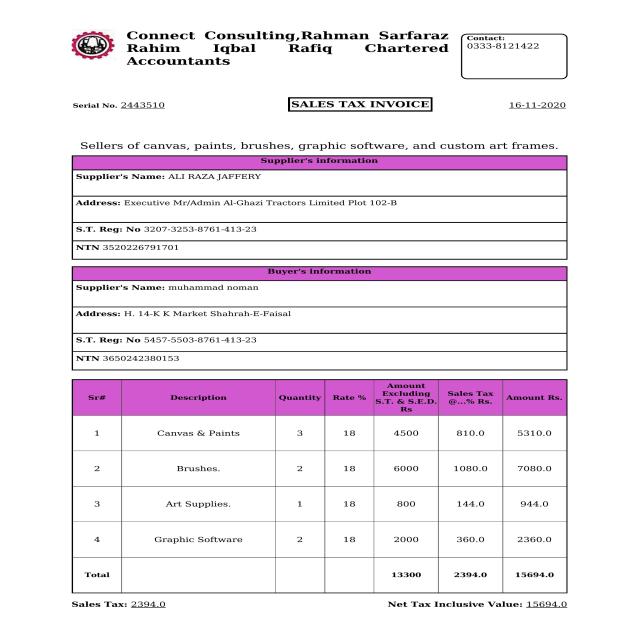 Connect Consulting,Rahman Sarfaraz
Rahim Iqbal Rafiq Chartered
Accountants
Contact:
0333-8121422
Serial No. 2443510
SALES TAX INVOICE
16-11-2020
Sellers of canvas, paints, brushes, graphic software, and custom art frames.
Supplier's information
Supplier's Name: ALI RAZA JAFFERY
Address: Executive Mr/Admin Al-Ghazi Tractors Limited Plot 102-B
S.T. Reg: No 3207-3253-8761-413-23
NTN 3520226791701
Buyer's information
Supplier's Name: muhammad noman
Address: H. 14-K K Market Shahrah-E-Faisal
S.T. Reg: No 5457-5503-8761-413-23
NTN 3650242380153
Sr# Description Quantity Rate % Amount Excluding S.T. & S.E.D. Rs Sales Tax @...% Rs. Amount Rs.
1 Canvas & Paints 3 18 4500 810.0 5310.0
2 Brushes. 2 18 6000 1080.0 7080.0
3 Art Supplies. 1 18 800 144.0 944.0
4 Graphic Software 2 18 2000 360.0 2360.0
Total 13300 2394.0 15694.0
Sales Tax: 2394.0 Net Tax Inclusive Value: 15694.0